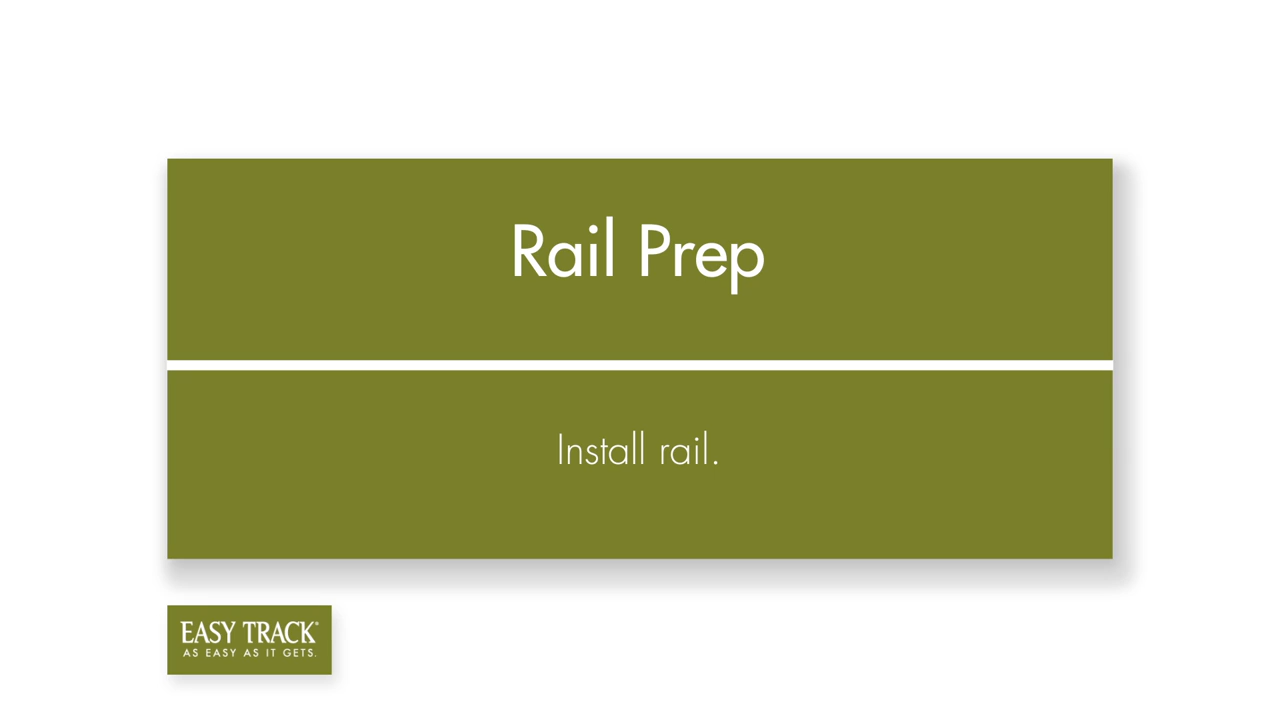 Rail Prep
Install rail.
EASY TRACK®
AS EASY AS IT GETS.